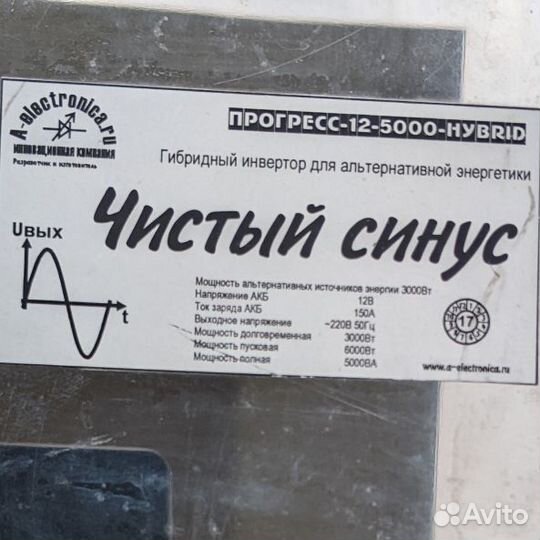 A-electronica.ru
инновационная компания
Разработчик и изготовитель
ПРОГРЕСС-12-5000-HYBRID
Гибридный инвертор для альтернативной энергетики
Чистый синус
Uвых
t
Мощность альтернативных источников энергии 3000Вт
Напряжение АКБ 12В
Ток заряда АКБ 150А
Выходное напряжение ~220В 50Гц
Мощность долговременная 3000Вт
Мощность пусковая 6000Вт
Мощность полная 5000ВА
17
www.a-electronica.ru
Avito